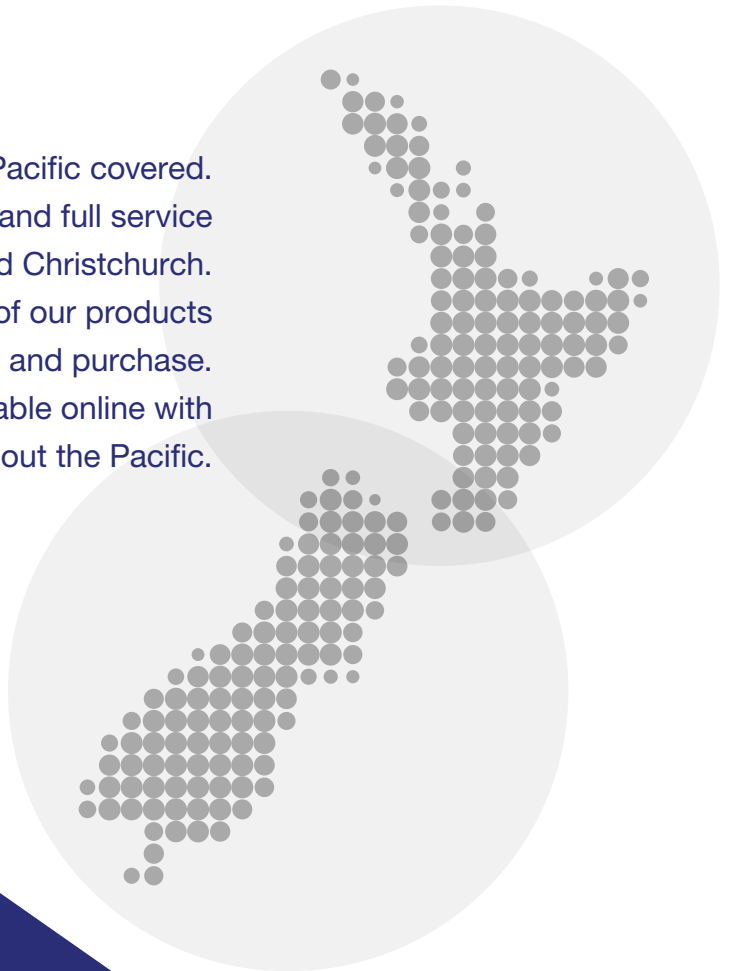 Pacific covered.
and full service
d Christchurch.
of our products
and purchase.
able online with
out the Pacific.